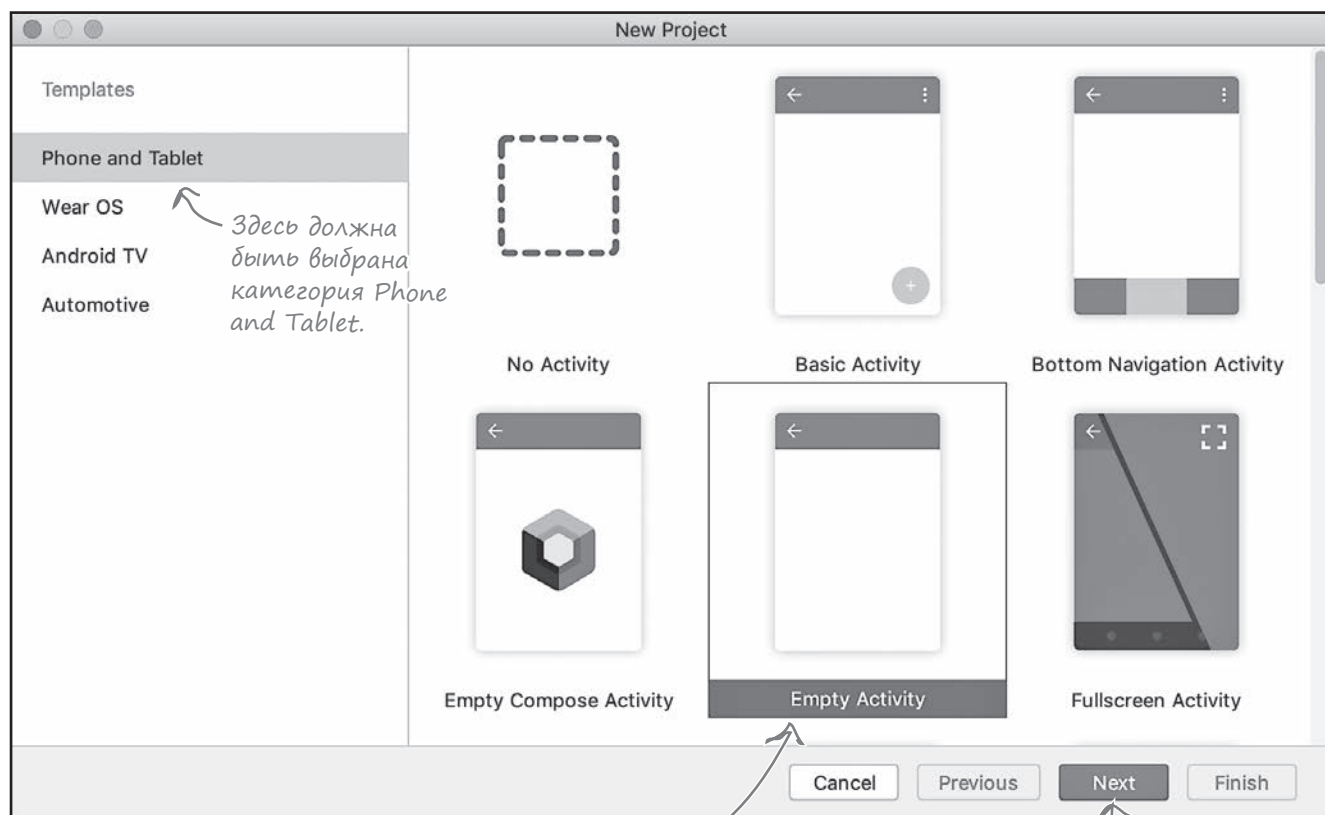 New Project
Templates
Phone and Tablet
Wear OS
Android TV
Automotive
Здесь должна
быть выбрана
категория Phone
and Tablet.
No Activity
Basic Activity
Bottom Navigation Activity
Empty Compose Activity
Empty Activity
Fullscreen Activity
Cancel
Previous
Next
Finish